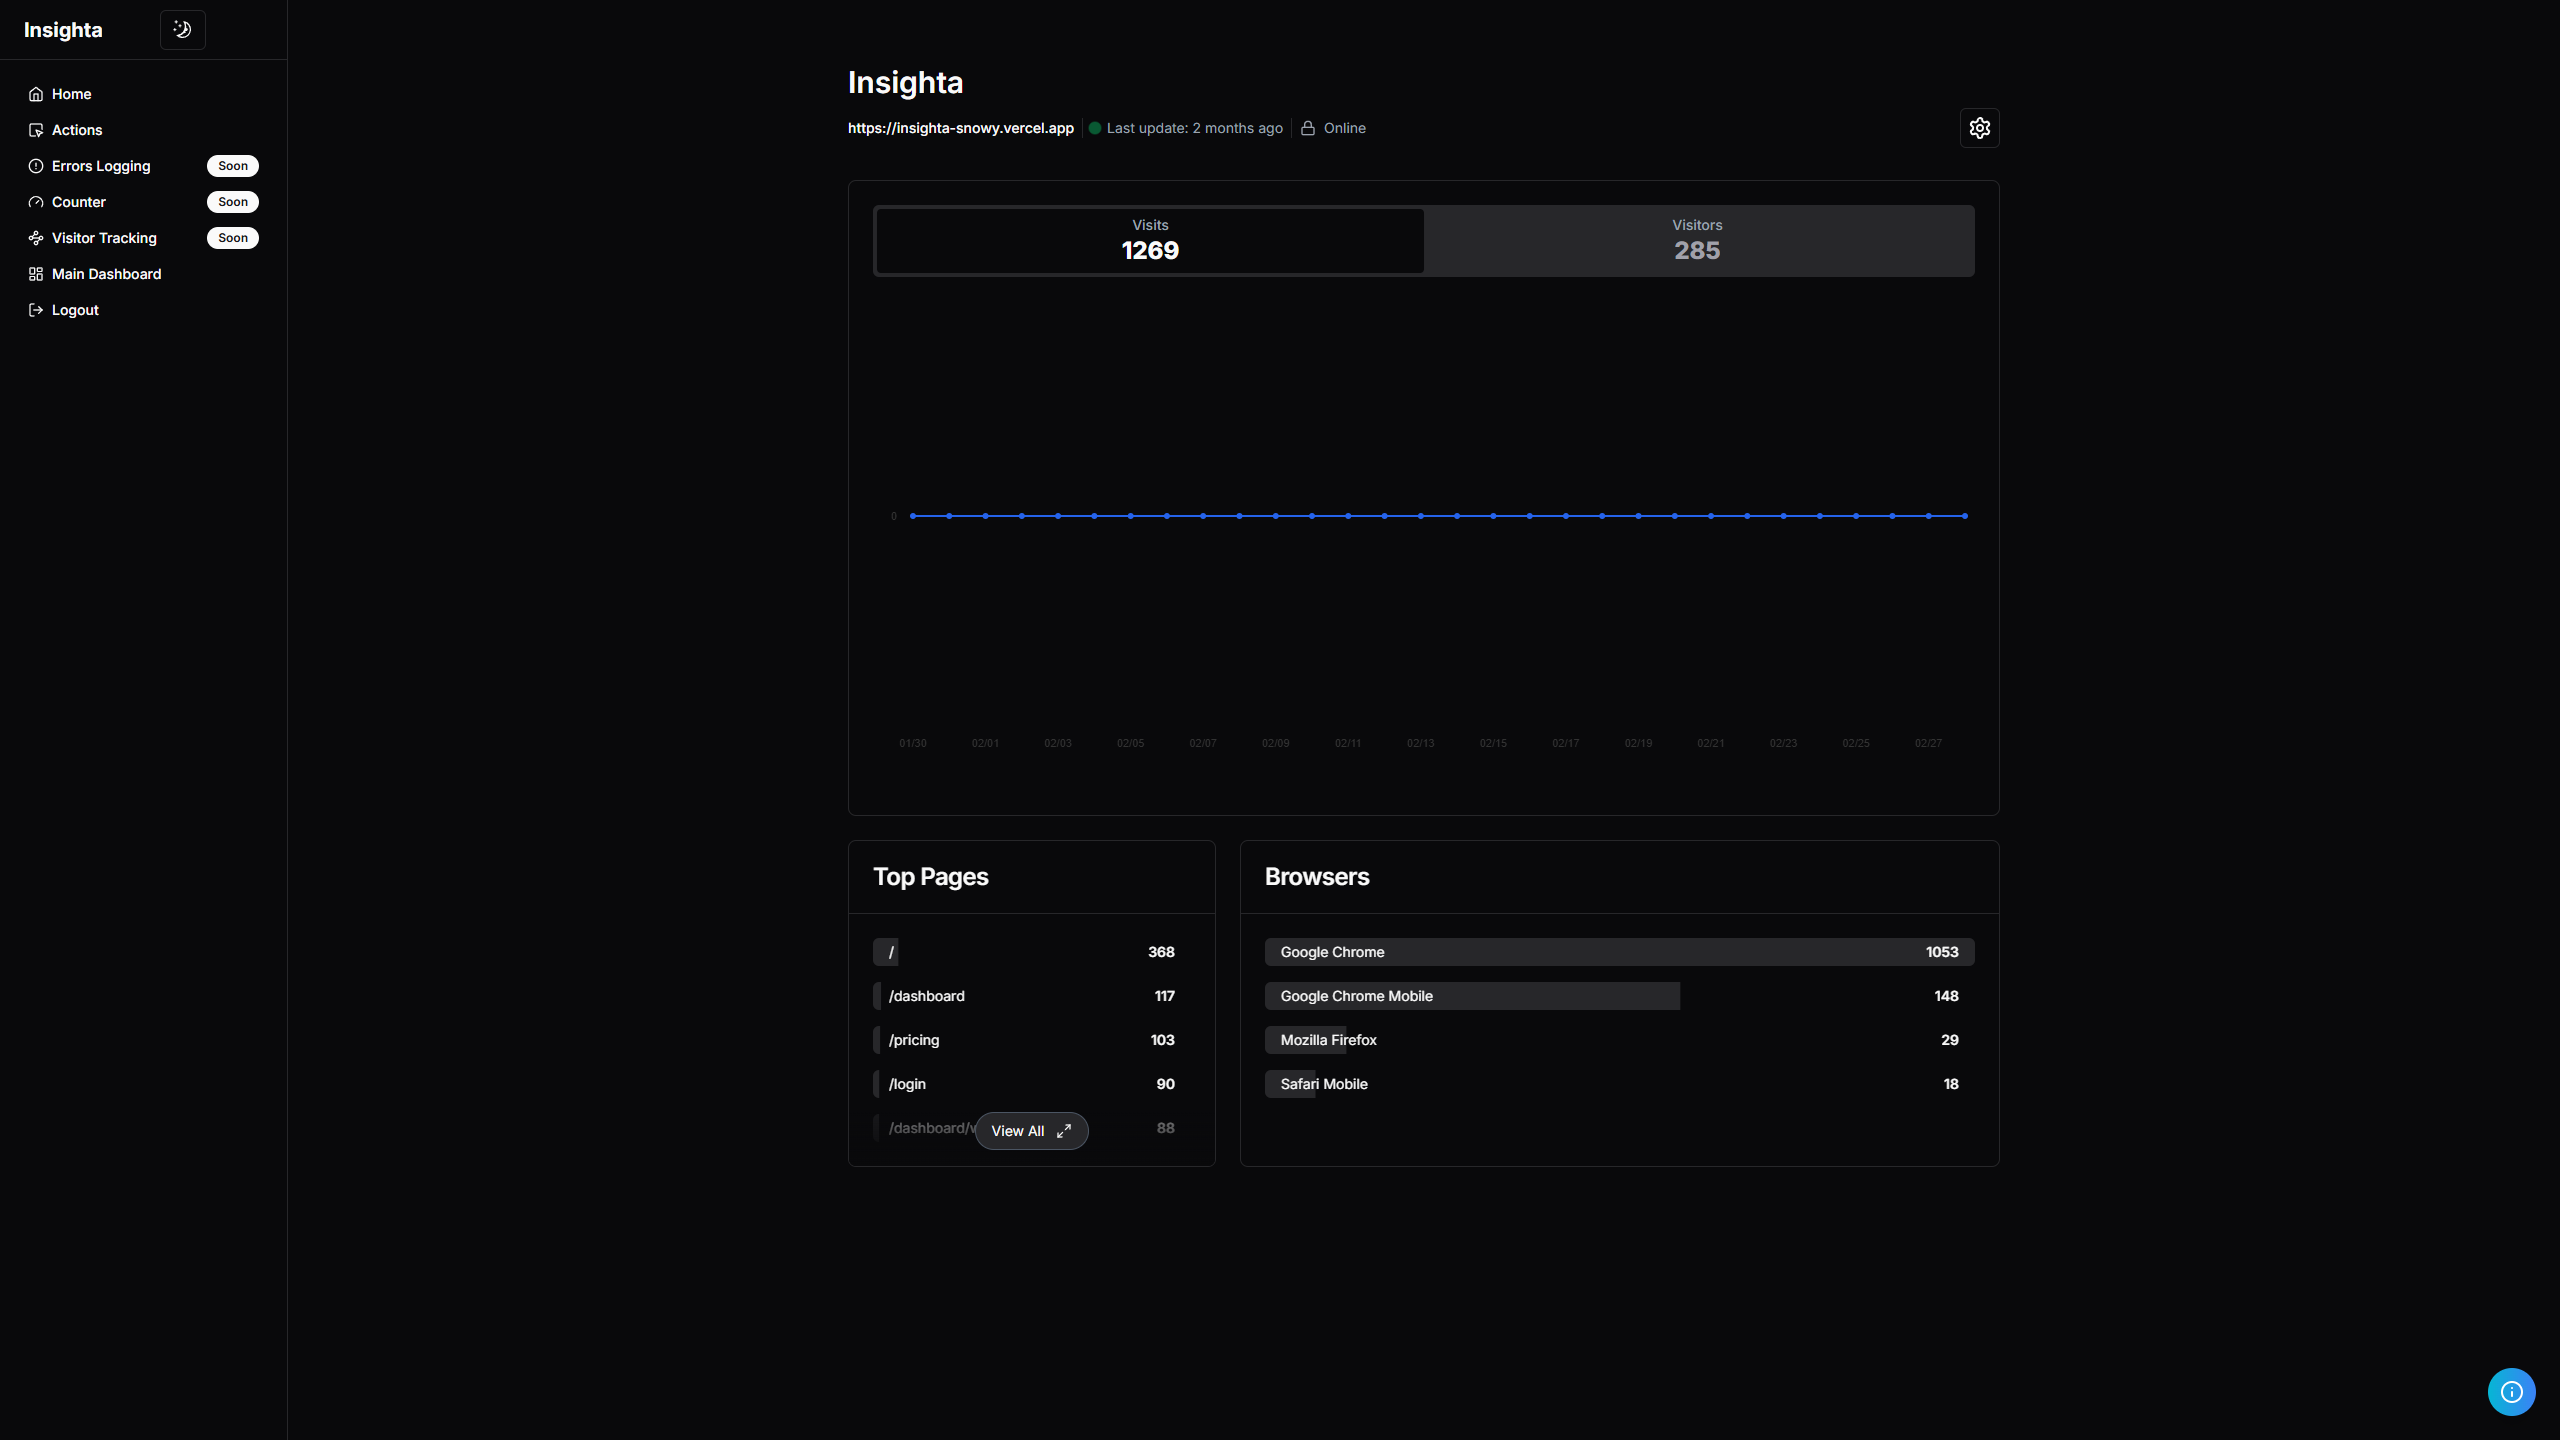 Insighta
Home
Actions
Errors Logging Soon
Counter Soon
Visitor Tracking Soon
Main Dashboard
Logout
Insighta
https://insighta-snowy.vercel.app Last update: 2 months ago Online
Visits Visitors
1269 285
0
01/30 02/01 02/03 02/05 02/07 02/09 02/11 02/13 02/15 02/17 02/19 02/21 02/23 02/25 02/27
Top Pages
/ 368
/dashboard 117
/pricing 103
/login 90
/dashboard/ 88
View All
Browsers
Google Chrome 1053
Google Chrome Mobile 148
Mozilla Firefox 29
Safari Mobile 18